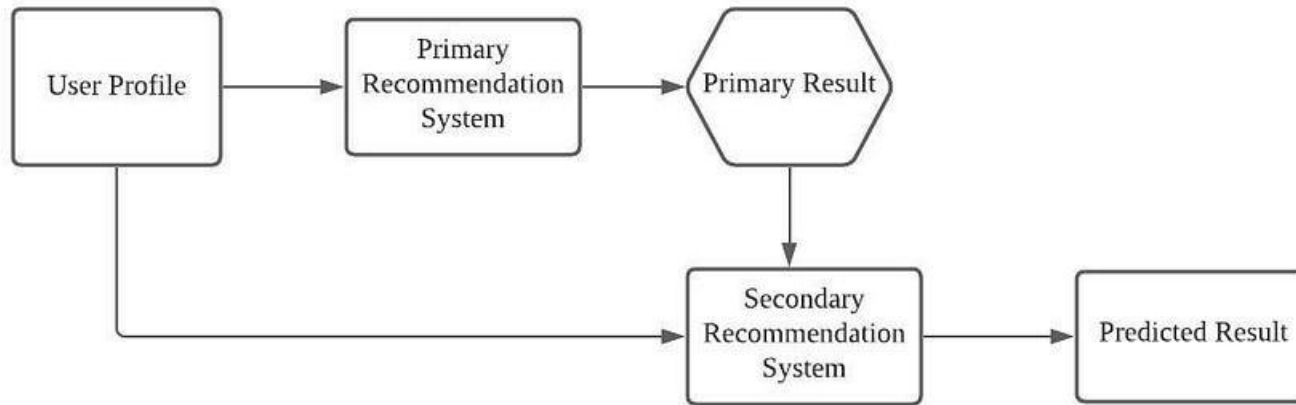 User Profile
Primary
Recommendation
System
Primary Result
Secondary
Recommendation
System
Predicted Result